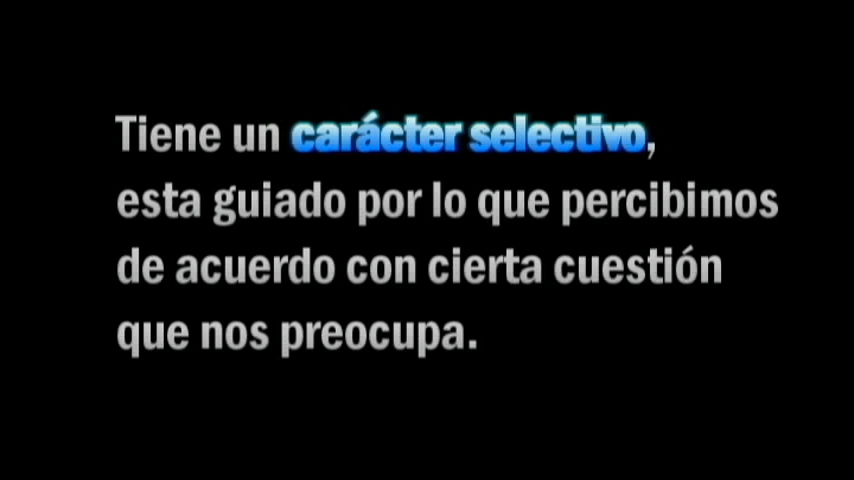 Tiene un carácter selectivo,
esta guiado por lo que percibimos
de acuerdo con cierta cuestión
que nos preocupa.